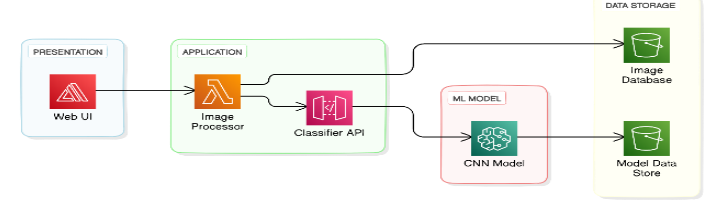 DATA STORAGE
PRESENTATION
APPLICATION
Image
Database
Web UI
Image
Processor
ML MODEL
Classifier API
CNN Model
Model Data
Store